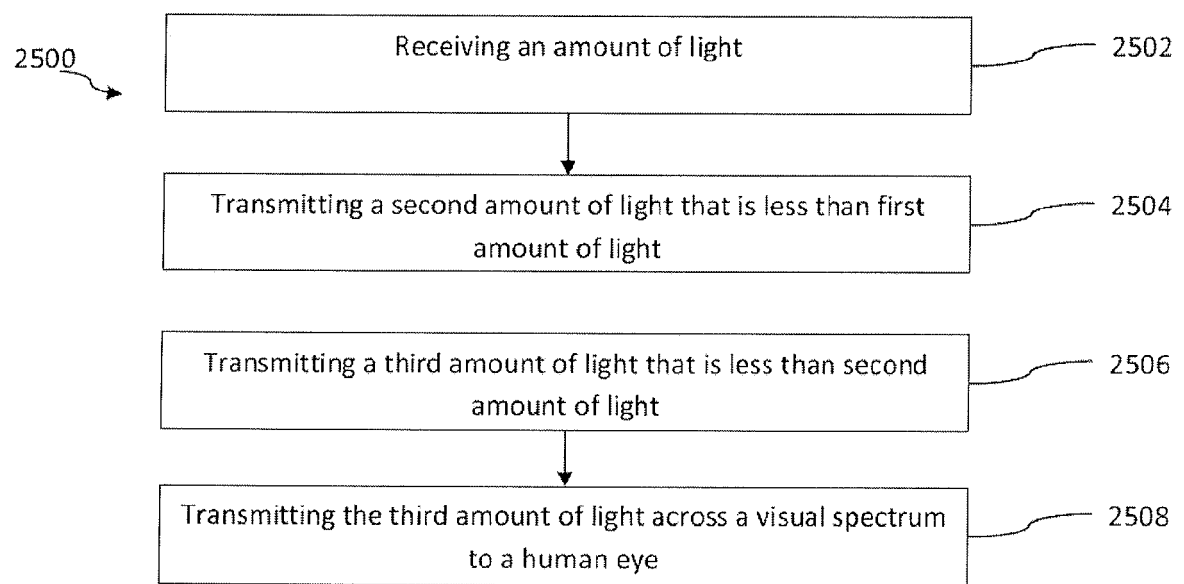 2500
Receiving an amount of light
2502
Transmitting a second amount of light that is less than first
amount of light
2504
Transmitting a third amount of light that is less than second
amount of light
2506
Transmitting the third amount of light across a visual spectrum
to a human eye
2508